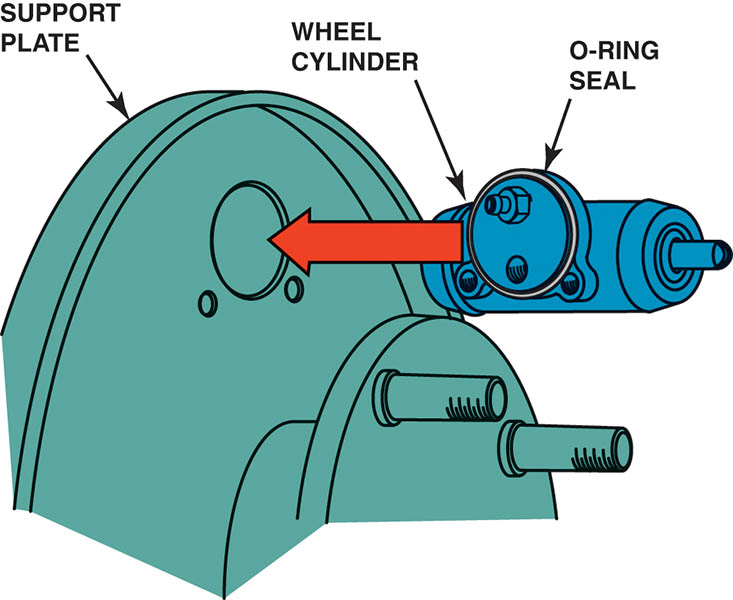 SUPPORT
PLATE
WHEEL
CYLINDER
O-RING
SEAL